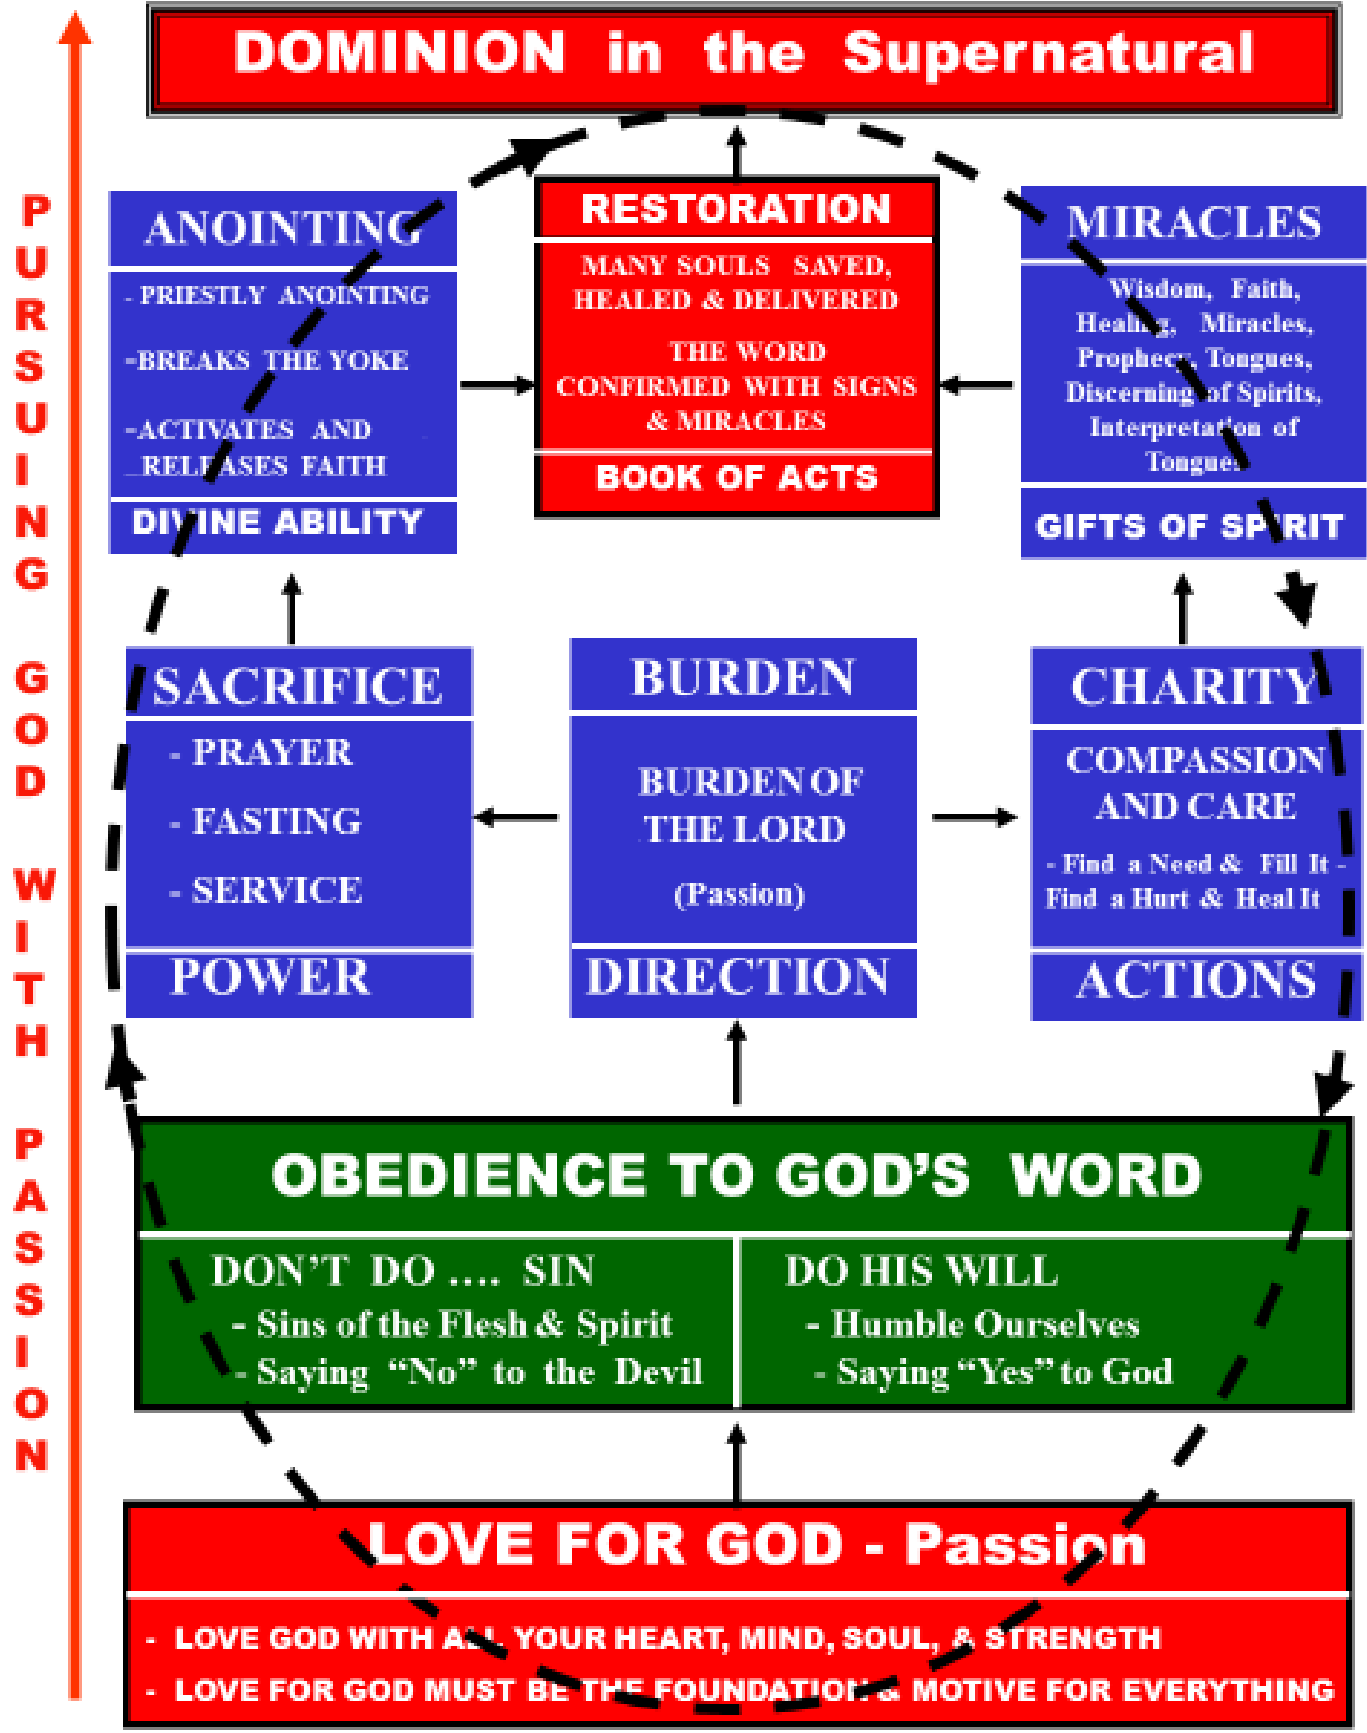 DOMINION in the Supernatural
PURSUING GOD WITH PASSION
ANOINTING
- PRIESTLY ANOINTING
-BREAKS THE YOKE
-ACTIVATES AND
RELEASES FAITH
DIVINE ABILITY
RESTORATION
MANY SOULS SAVED,
HEALED & DELIVERED
THE WORD
CONFIRMED WITH SIGNS
& MIRACLES
BOOK OF ACTS
MIRACLES
Wisdom, Faith,
Healing, Miracles,
Prophecy, Tongues,
Discerning of Spirits,
Interpretation of
Tongues
GIFTS OF SPIRIT
SACRIFICE
- PRAYER
- FASTING
- SERVICE
POWER
BURDEN
BURDEN OF
THE LORD
(Passion)
DIRECTION
CHARITY
COMPASSION
AND CARE
- Find a Need & Fill It -
Find a Hurt & Heal It
ACTIONS
OBEDIENCE TO GOD’S WORD
DON’T DO .... SIN
- Sins of the Flesh & Spirit
- Saying “No” to the Devil
DO HIS WILL
- Humble Ourselves
- Saying “Yes” to God
LOVE FOR GOD - Passion
- LOVE GOD WITH ALL YOUR HEART, MIND, SOUL, & STRENGTH
- LOVE FOR GOD MUST BE THE FOUNDATION & MOTIVE FOR EVERYTHING